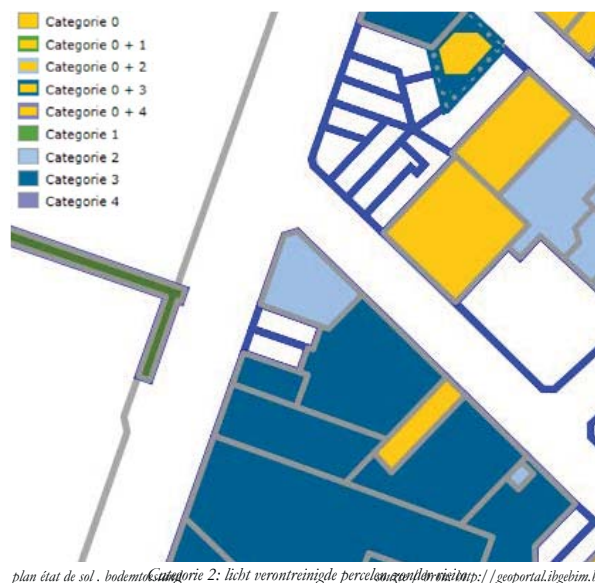 Categorie 0
Categorie 0 + 1
Categorie 0 + 2
Categorie 0 + 3
Categorie 0 + 4
Categorie 1
Categorie 2
Categorie 3
Categorie 4
plan état de sol . Categorie 2: licht verontreinigde percelen http://geoportal.ibgebim.